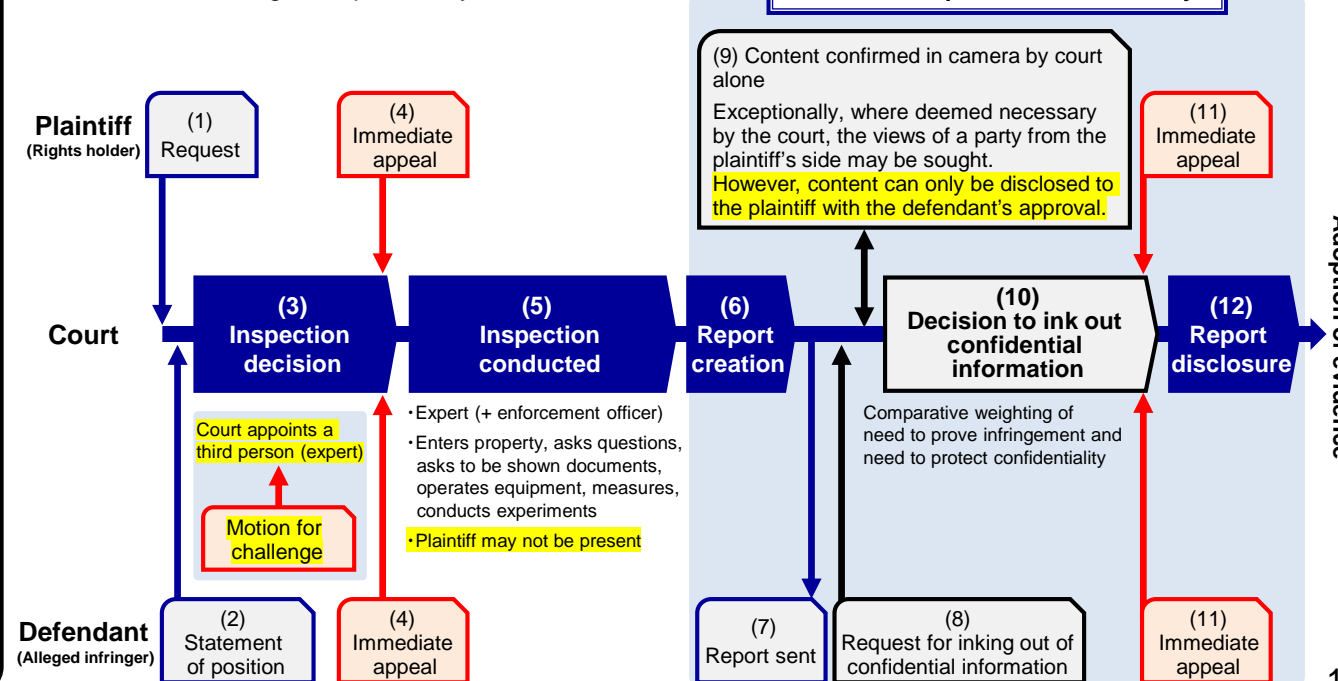 (9) Content confirmed in camera by court
alone
Exceptionally, where deemed necessary
by the court, the views of a party from the
plaintiff's side may be sought.
However, content can only be disclosed to
the plaintiff with the defendant's approval.
Plaintiff
(Rights holder)
(1)
Request
(4)
Immediate
appeal
(11)
Immediate
appeal
Court
(3)
Inspection
decision
(5)
Inspection
conducted
(6)
Report
creation
(10)
Decision to ink out
confidential
information
(12)
Report
disclosure
Court appoints a
third person (expert)
Motion for
challenge
・Expert (+ enforcement officer)
・Enters property, asks questions,
asks to be shown documents,
operates equipment, measures,
conducts experiments
・Plaintiff may not be present
Comparative weighting of
need to prove infringement and
need to protect confidentiality
Defendant
(Alleged infringer)
(2)
Statement
of position
(4)
Immediate
appeal
(7)
Report sent
(8)
Request for inking out of
confidential information
(11)
Immediate
appeal
Adoption of evidence